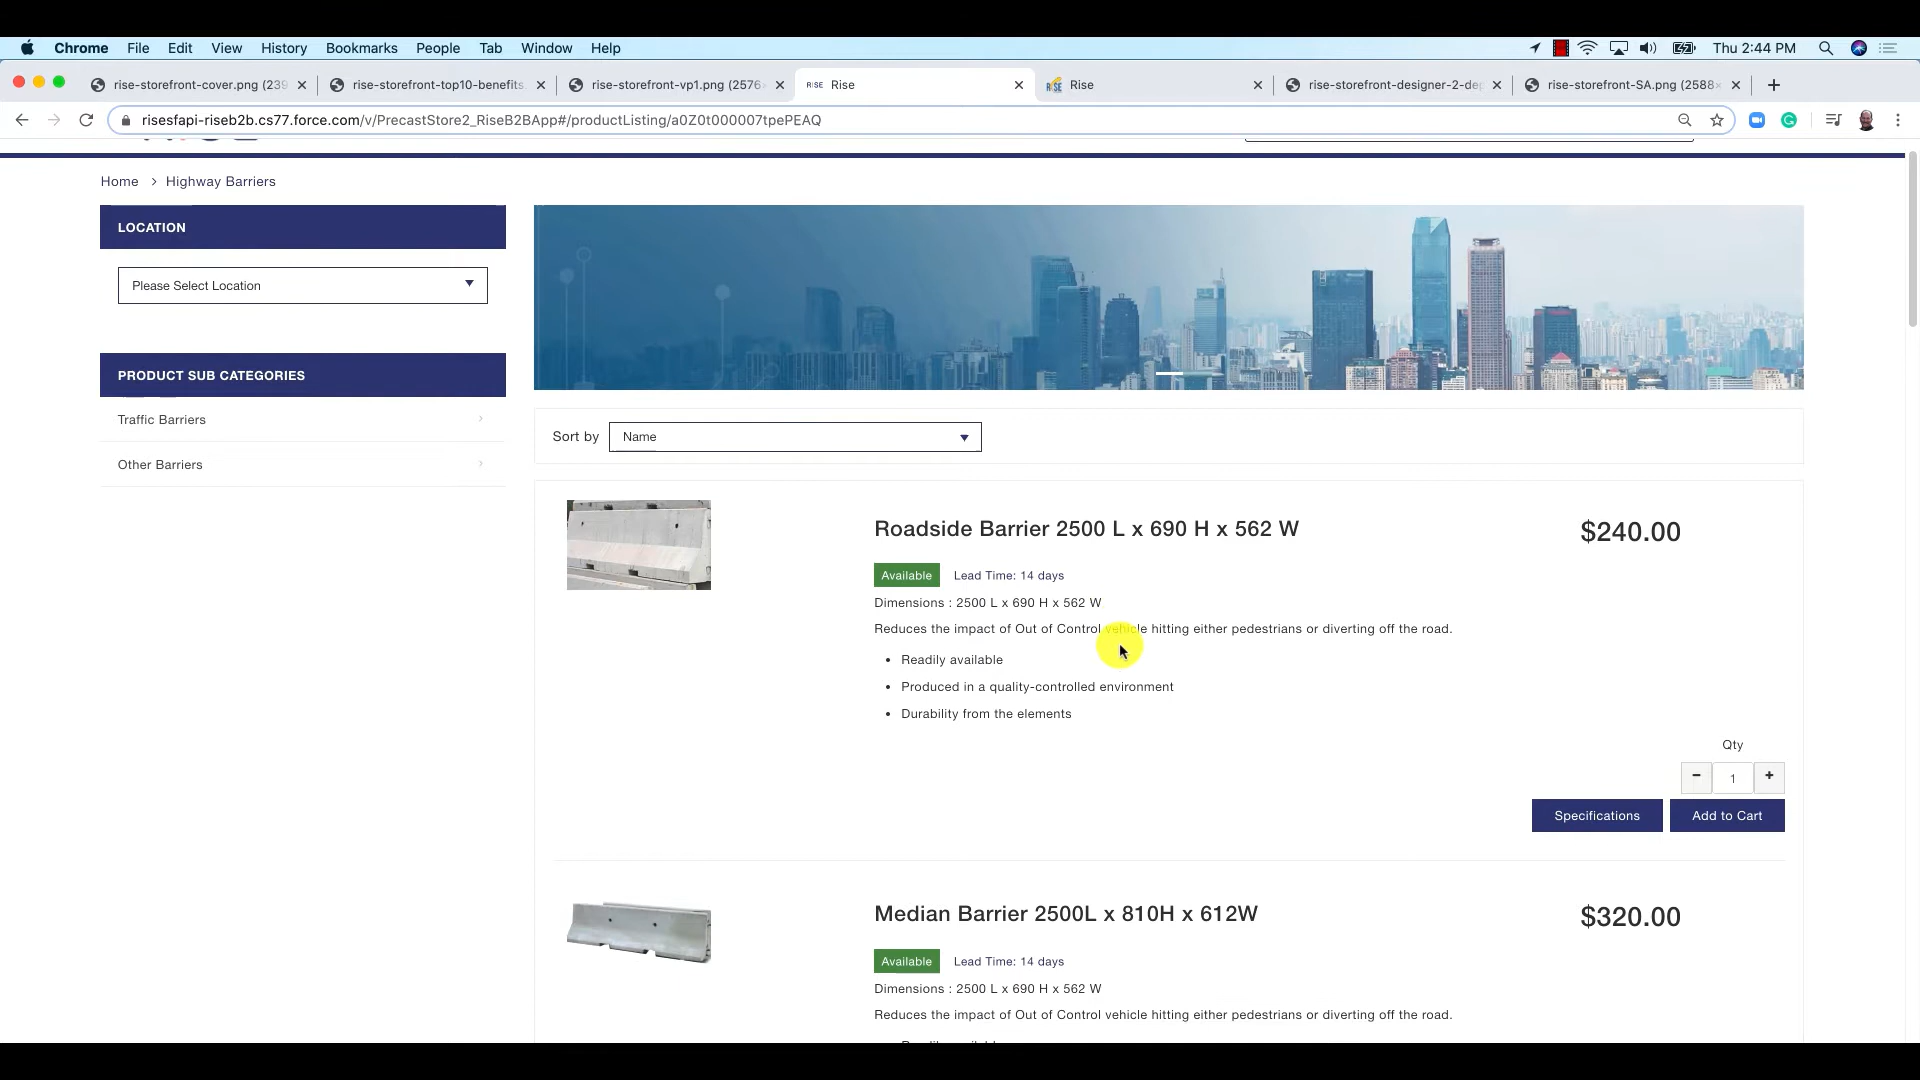 Chrome File Edit View History Bookmarks People Tab Window Help Thu 2:44 PM
rise-storefront-cover.png (239 rise-storefront-top10-benefits. rise-storefront-vp1.png (2576 RISE Rise RISE Rise rise-storefront-designer-2-de rise-storefront-SA.png (2588
risesfapi-riseb2b.cs77.force.com/v/PrecastStore2_RiseB2BApp#/productListing/a0Z0t000007tpePEAQ
Home > Highway Barriers
LOCATION
Please Select Location
PRODUCT SUB CATEGORIES
Traffic Barriers
Other Barriers
Sort by Name
Roadside Barrier 2500 L x 690 H x 562 W $240.00
Available Lead Time: 14 days
Dimensions : 2500 L x 690 H x 562 W
Reduces the impact of Out of Control vehicle hitting either pedestrians or diverting off the road.
• Readily available
• Produced in a quality-controlled environment
• Durability from the elements
Qty
- 1 +
Specifications Add to Cart
Median Barrier 2500L x 810H x 612W $320.00
Available Lead Time: 14 days
Dimensions : 2500 L x 690 H x 562 W
Reduces the impact of Out of Control vehicle hitting either pedestrians or diverting off the road.